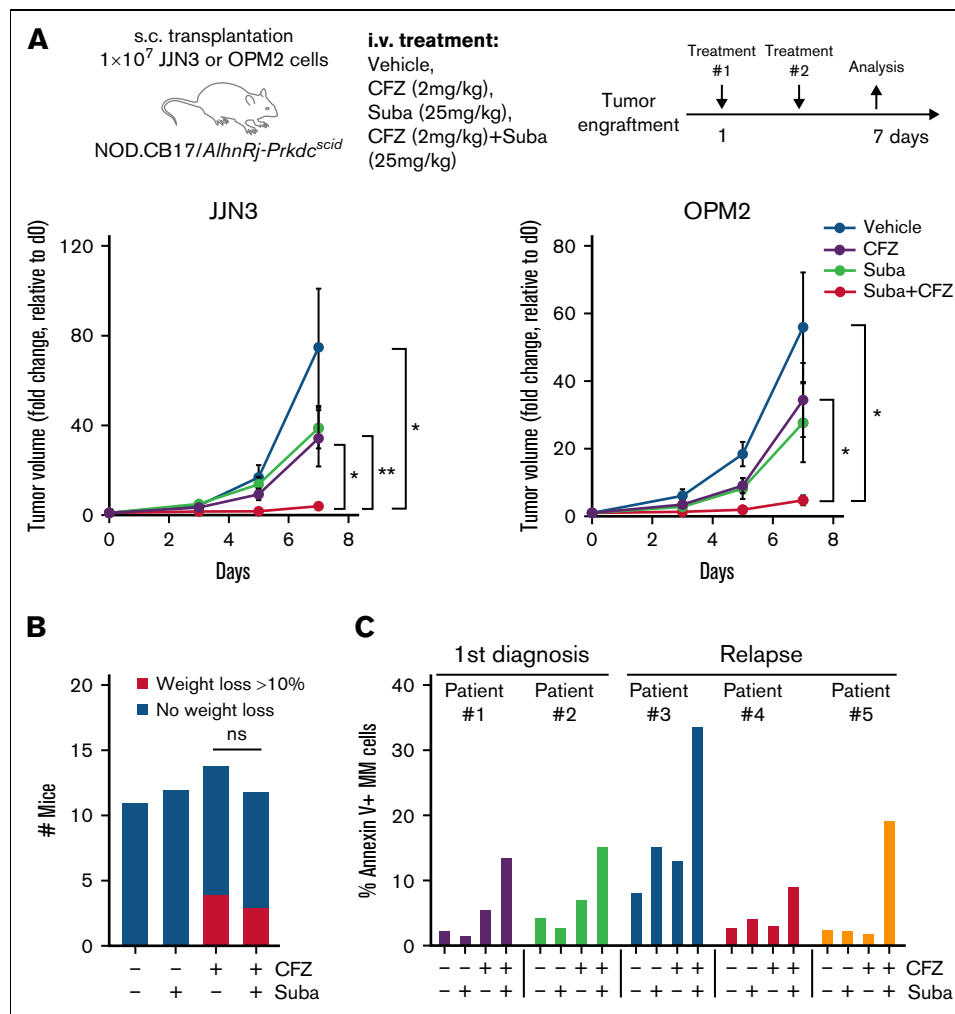 A
s.c. transplantation
1×10⁷ JJN3 or OPM2 cells
NOD.CB17/AlhnRj-Prkdcˢᶜⁱᵈ
i.v. treatment:
Vehicle,
CFZ (2mg/kg),
Suba (25mg/kg),
CFZ (2mg/kg)+Suba
(25mg/kg)
Treatment Treatment
#1 #2 Analysis
Tumor
engraftment
1 7 days
JJN3
Tumor volume (fold change, relative to d0)
120
80
40
0
0 2 4 6 8
Days
*
**
*
OPM2
Tumor volume (fold change, relative to d0)
80
60
40
20
0
0 2 4 6 8
Days
Vehicle
CFZ
Suba
Suba+CFZ
*
*
B
Weight loss >10%
No weight loss
ns
# Mice
20
15
10
5
0
– – + + CFZ
– + – + Suba
C
1st diagnosis Relapse
Patient Patient Patient Patient Patient
#1 #2 #3 #4 #5
% Annexin V+ MM cells
40
30
20
10
0
– – + + – – + + – – + + – – + + – – + + CFZ
– + – + – + – + – + – + – + – + – + – + Suba